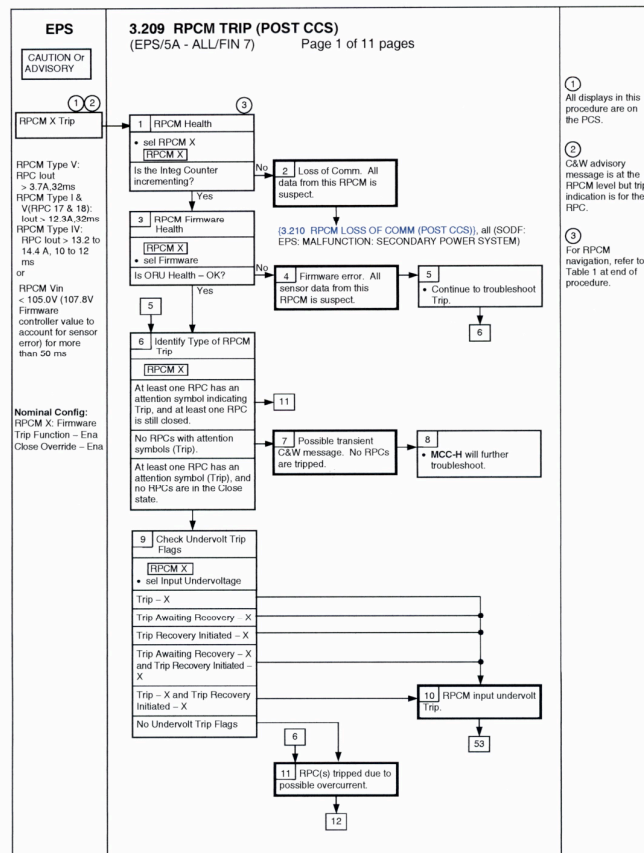 EPS
CAUTION Or
ADVISORY
3.209 RPCM TRIP (POST CCS)
(EPS/5A - ALL/FIN 7) Page 1 of 11 pages
1 2
RPCM X Trip
RPCM Type V:
RPC Iout
> 3.7A,32ms
RPCM Type I &
V(RPC 17 & 18):
Iout > 12.3A,32ms
RPCM Type IV:
RPC Iout > 13.2 to
14.4 A, 10 to 12
ms
or
RPCM Vin
< 105.0V (107.8V
Firmware
controller value to
account for sensor
error) for more
than 50 ms
Nominal Config:
RPCM X: Firmware
Trip Function – Ena
Close Override – Ena
3
1 RPCM Health
• sel RPCM X
RPCM X
Is the Integ Counter
incrementing?
No
Yes
2 Loss of Comm. All
data from this RPCM is
suspect.
{3.210 RPCM LOSS OF COMM (POST CCS)}, all (SODF:
EPS: MALFUNCTION: SECONDARY POWER SYSTEM)
3 RPCM Firmware
Health
RPCM X
• sel Firmware
Is ORU Health – OK?
No
Yes
4 Firmware error. All
sensor data from this
RPCM is suspect.
5
• Continue to troubleshoot
Trip.
6
5
6 Identify Type of RPCM
Trip
RPCM X
At least one RPC has an
attention symbol indicating
Trip, and at least one RPC
is still closed.
11
No RPCs with attention
symbols (Trip).
7 Possible transient
C&W message. No RPCs
are tripped.
8
• MCC-H will further
troubleshoot.
At least one RPC has an
attention symbol (Trip), and
no RPCs are in the Close
state.
9 Check Undervolt Trip
Flags
RPCM X
• sel Input Undervoltage
Trip – X
Trip Awaiting Recovery – X
Trip Recovery Initiated – X
Trip Awaiting Recovery – X
and Trip Recovery Initiated –
X
Trip – X and Trip Recovery
Initiated – X
No Undervolt Trip Flags
10 RPCM input undervolt
Trip.
53
6
11 RPC(s) tripped due to
possible overcurrent.
12
1
All displays in this
procedure are on
the PCS.
2
C&W advisory
message is at the
RPCM level but trip
indication is for the
RPC.
3
For RPCM
navigation, refer to
Table 1 at end of
procedure.